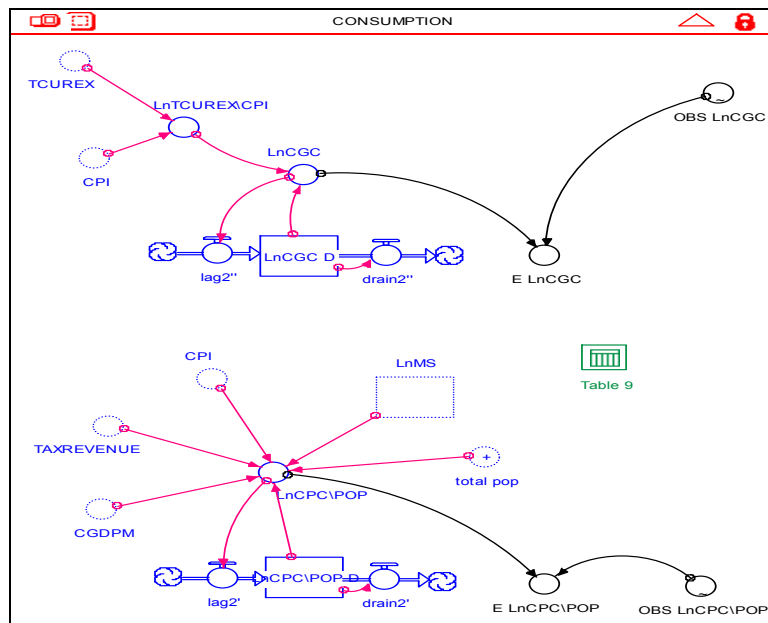 CONSUMPTION
TCUREX
LnTCUREX\CPI
OBS LnCGC
LnCGC
CPI
LnCGC D
lag2''
drain2''
E LnCGC
CPI
LnMS
Table 9
TAXREVENUE
+
total pop
LnCPC\POP
CGDPM
~
LnCPC\POP D
lag2'
drain2'
E LnCPC\POP
OBS LnCPC\POP
~